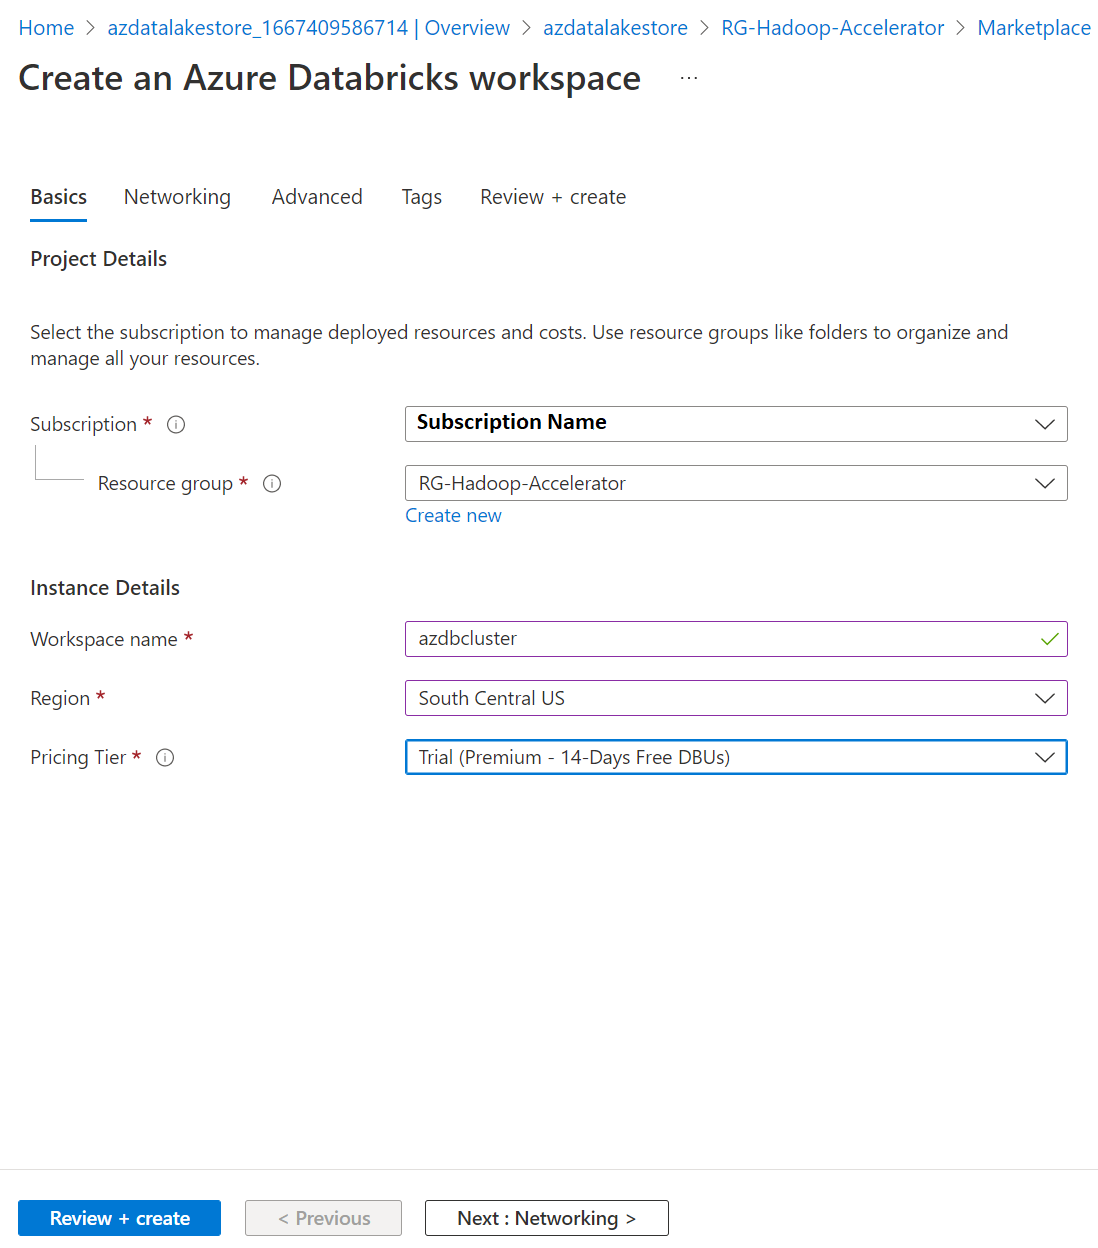 Home > azdatalakestore_1667409586714 | Overview > azdatalakestore > RG-Hadoop-Accelerator > Marketplace
Create an Azure Databricks workspace ...
Basics Networking Advanced Tags Review + create
Project Details
Select the subscription to manage deployed resources and costs. Use resource groups like folders to organize and
manage all your resources.
Subscription * Subscription Name
Resource group * RG-Hadoop-Accelerator
Create new
Instance Details
Workspace name * azdbcluster
Region * South Central US
Pricing Tier * Trial (Premium - 14-Days Free DBUs)
Review + create < Previous Next : Networking >